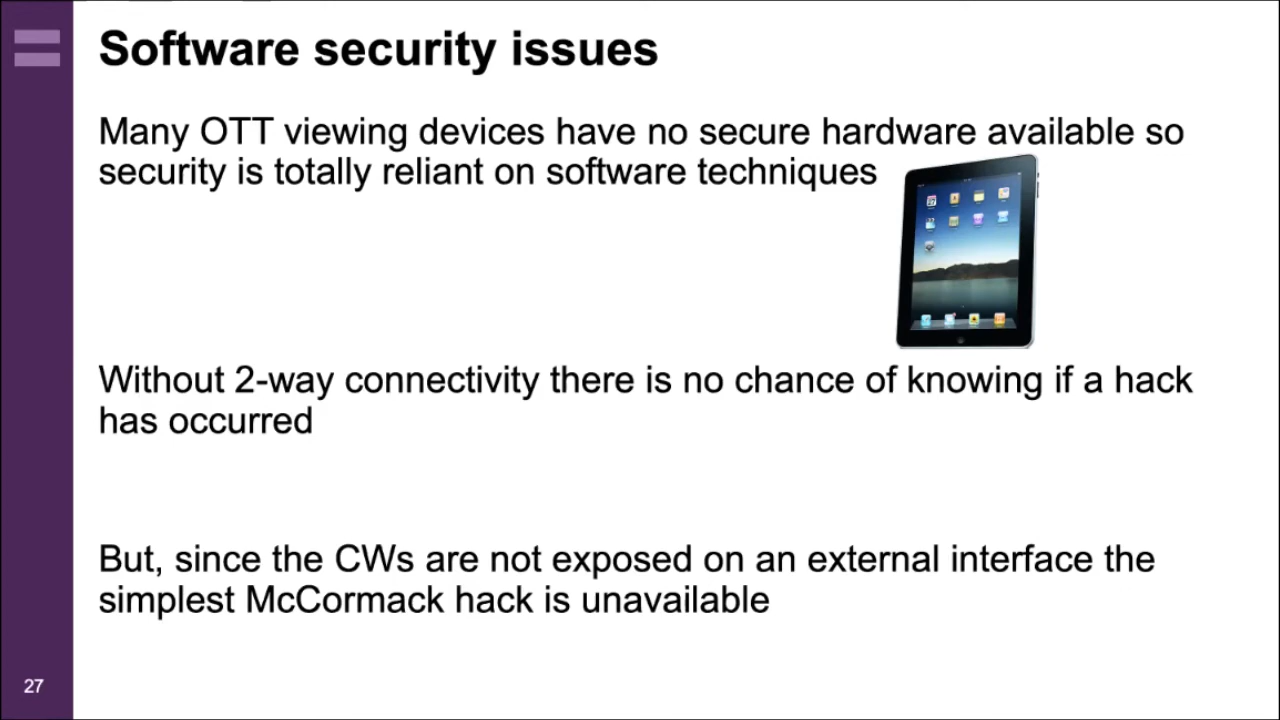 Software security issues
Many OTT viewing devices have no secure hardware available so
security is totally reliant on software techniques
Without 2-way connectivity there is no chance of knowing if a hack
has occurred
But, since the CWs are not exposed on an external interface the
simplest McCormack hack is unavailable
27